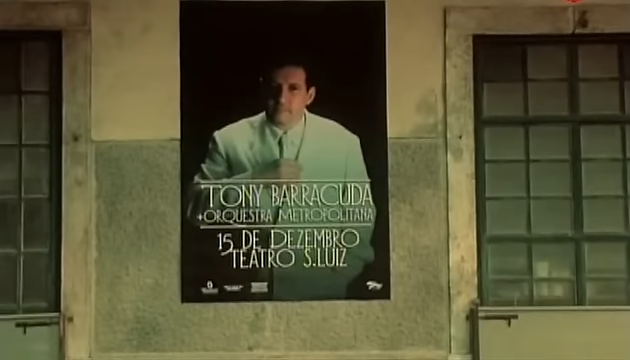 TONY BARRACUDA
+ORQUESTRA METROPOLITANA
15 DE DEZEMBRO
TEATRO S.LUIZ